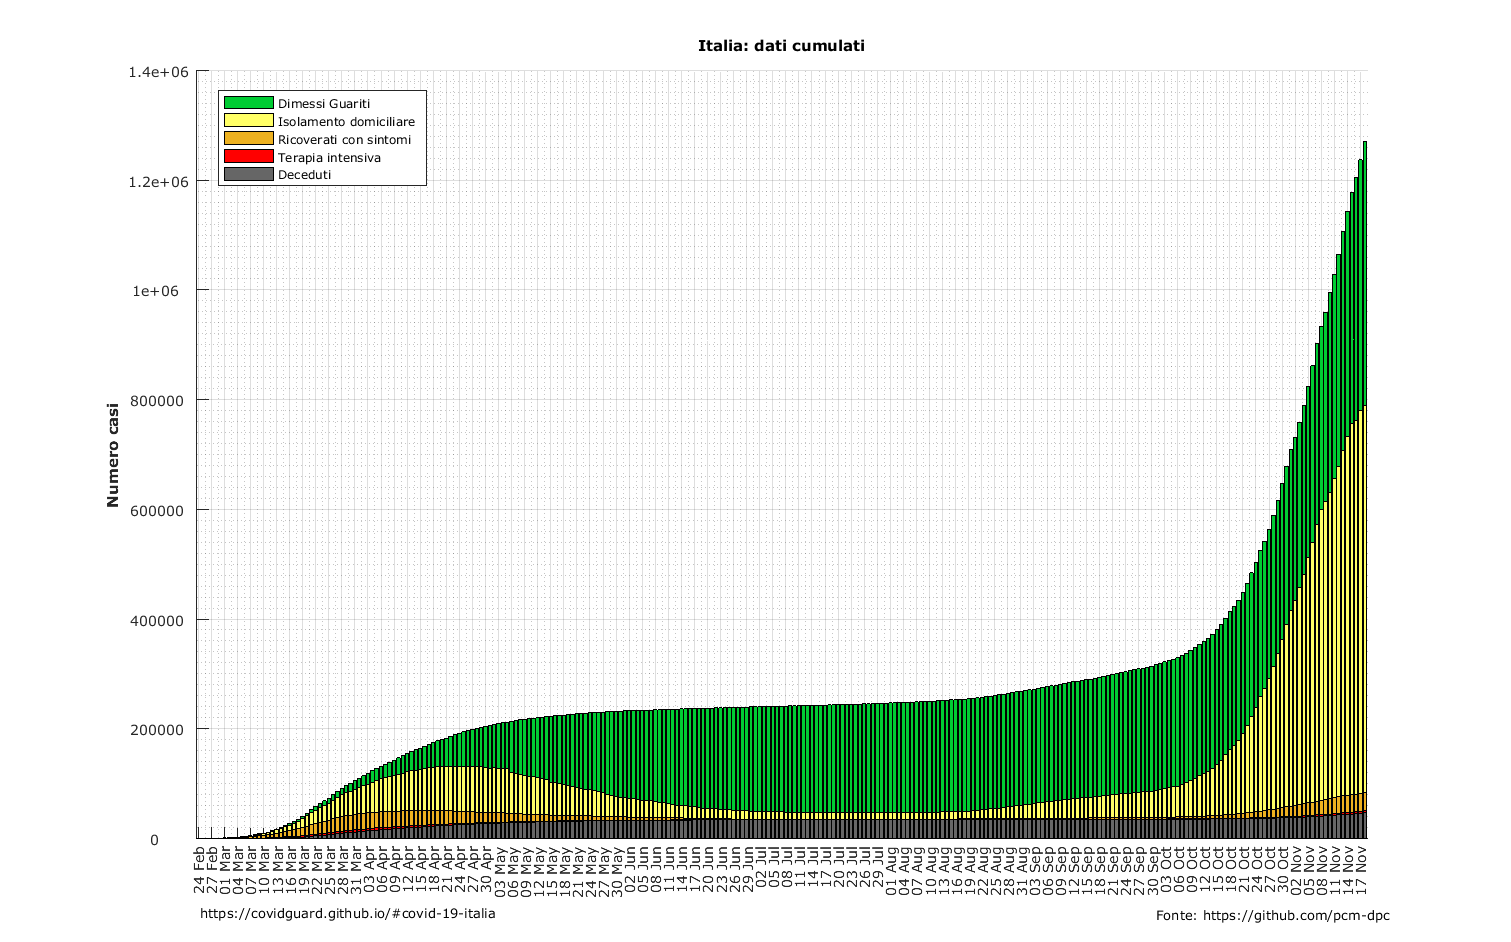 Italia: dati cumulati
1.4e+06
1.2e+06
1e+06
800000
600000
400000
200000
0
Numero casi
Dimessi Guariti
Isolamento domiciliare
Ricoverati con sintomi
Terapia intensiva
Deceduti
24 Feb
27 Feb
01 Mar
04 Mar
07 Mar
10 Mar
13 Mar
16 Mar
19 Mar
22 Mar
25 Mar
28 Mar
31 Mar
03 Apr
06 Apr
09 Apr
12 Apr
15 Apr
18 Apr
21 Apr
24 Apr
27 Apr
30 Apr
03 May
06 May
09 May
12 May
15 May
18 May
21 May
24 May
27 May
30 May
02 Jun
05 Jun
08 Jun
11 Jun
14 Jun
17 Jun
20 Jun
23 Jun
26 Jun
29 Jun
02 Jul
05 Jul
08 Jul
11 Jul
14 Jul
17 Jul
20 Jul
23 Jul
26 Jul
29 Jul
01 Aug
04 Aug
07 Aug
10 Aug
13 Aug
16 Aug
19 Aug
22 Aug
25 Aug
28 Aug
31 Aug
03 Sep
06 Sep
09 Sep
12 Sep
15 Sep
18 Sep
21 Sep
24 Sep
27 Sep
30 Sep
03 Oct
06 Oct
09 Oct
12 Oct
15 Oct
18 Oct
21 Oct
24 Oct
27 Oct
30 Oct
02 Nov
05 Nov
08 Nov
11 Nov
14 Nov
17 Nov
https://covidguard.github.io/#covid-19-italia
Fonte: https://github.com/pcm-dpc